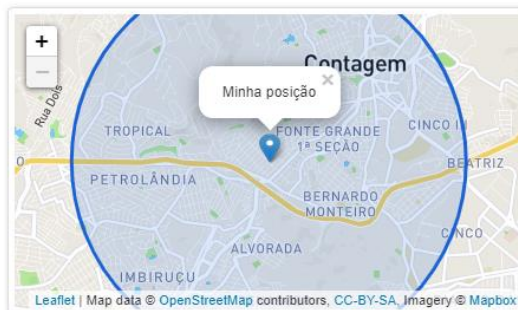 +
−
Contagem
Rua Dois
Minha posição
×
TROPICAL
FONTE GRANDE
1ª SEÇÃO
CINCO II
O
BEATRIZ
PETROLÂNDIA
BERNARDO
MONTEIRO
CINCO
ALVORADA
IMBIRUÇU
Leaflet | Map data © OpenStreetMap contributors, CC-BY-SA, Imagery © Mapbox